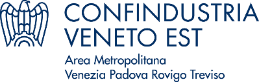 CONFINDUSTRIA
VENETO EST
Area Metropolitana
Venezia Padova Rovigo Treviso